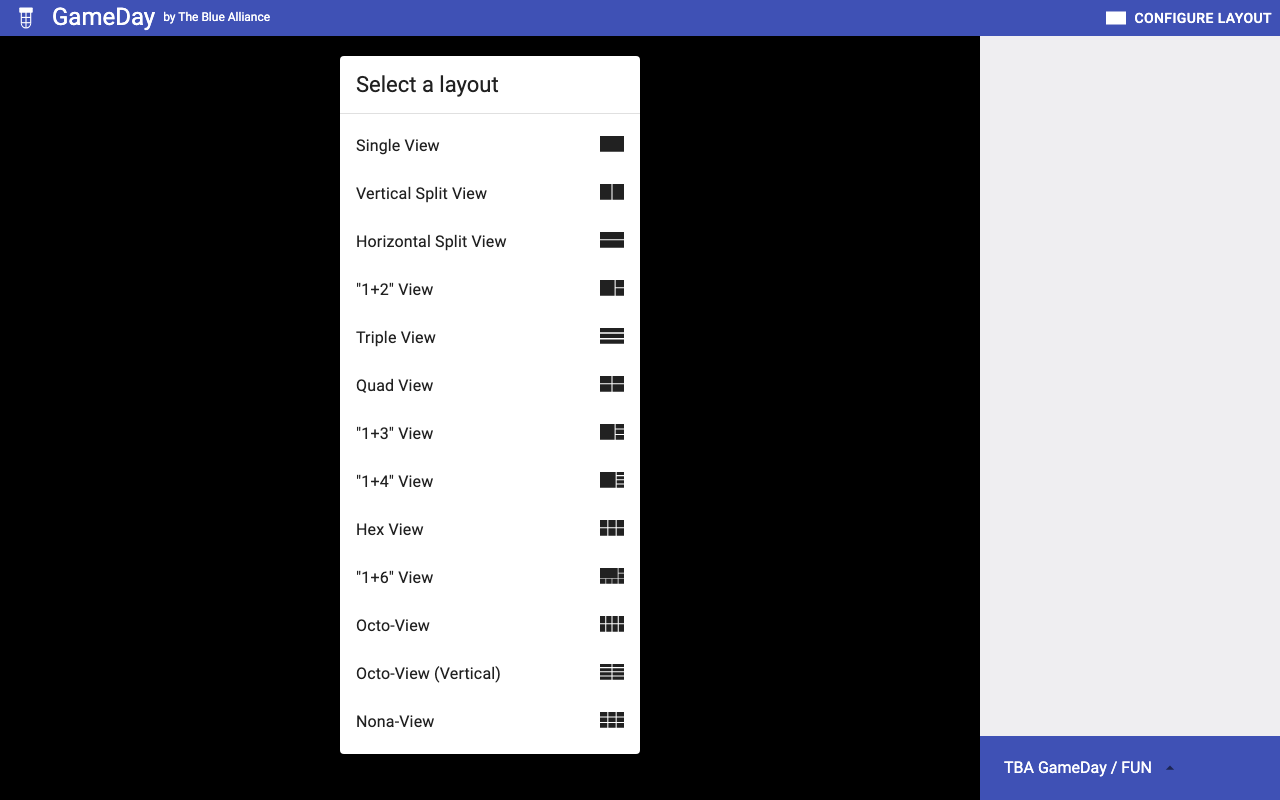 GameDay by The Blue Alliance
CONFIGURE LAYOUT
Select a layout
Single View
Vertical Split View
Horizontal Split View
"1+2" View
Triple View
Quad View
"1+3" View
"1+4" View
Hex View
"1+6" View
Octo-View
Octo-View (Vertical)
Nona-View
TBA GameDay / FUN